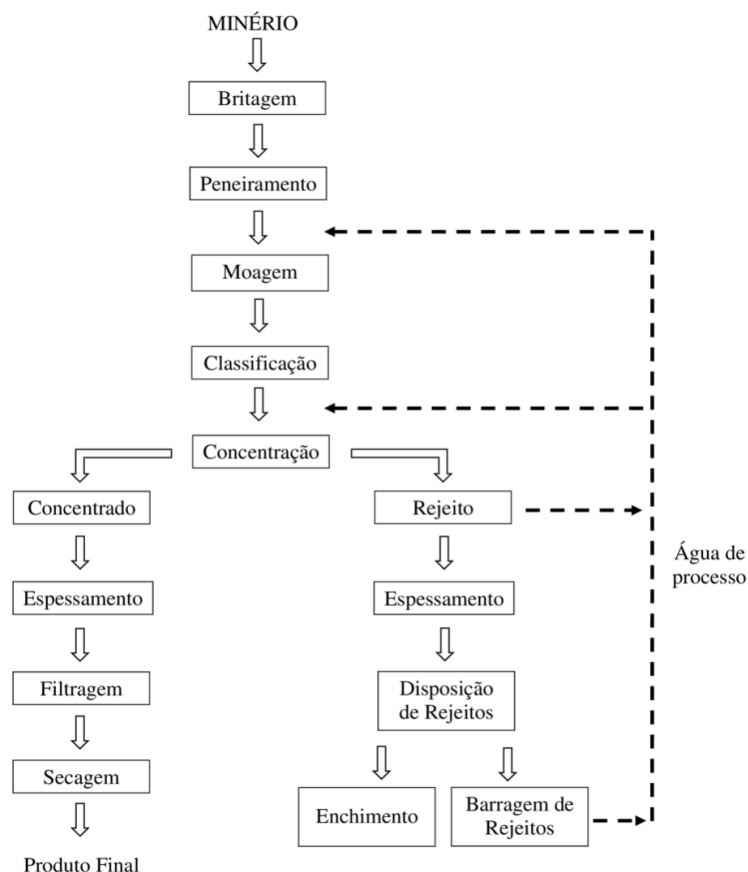 MINÉRIO
Britagem
Peneiramento
Moagem
Classificação
Concentração
Concentrado
Rejeito
Água de
processo
Espessamento
Espessamento
Filtragem
Disposição
de Rejeitos
Secagem
Enchimento
Barragem de
Rejeitos
Produto Final